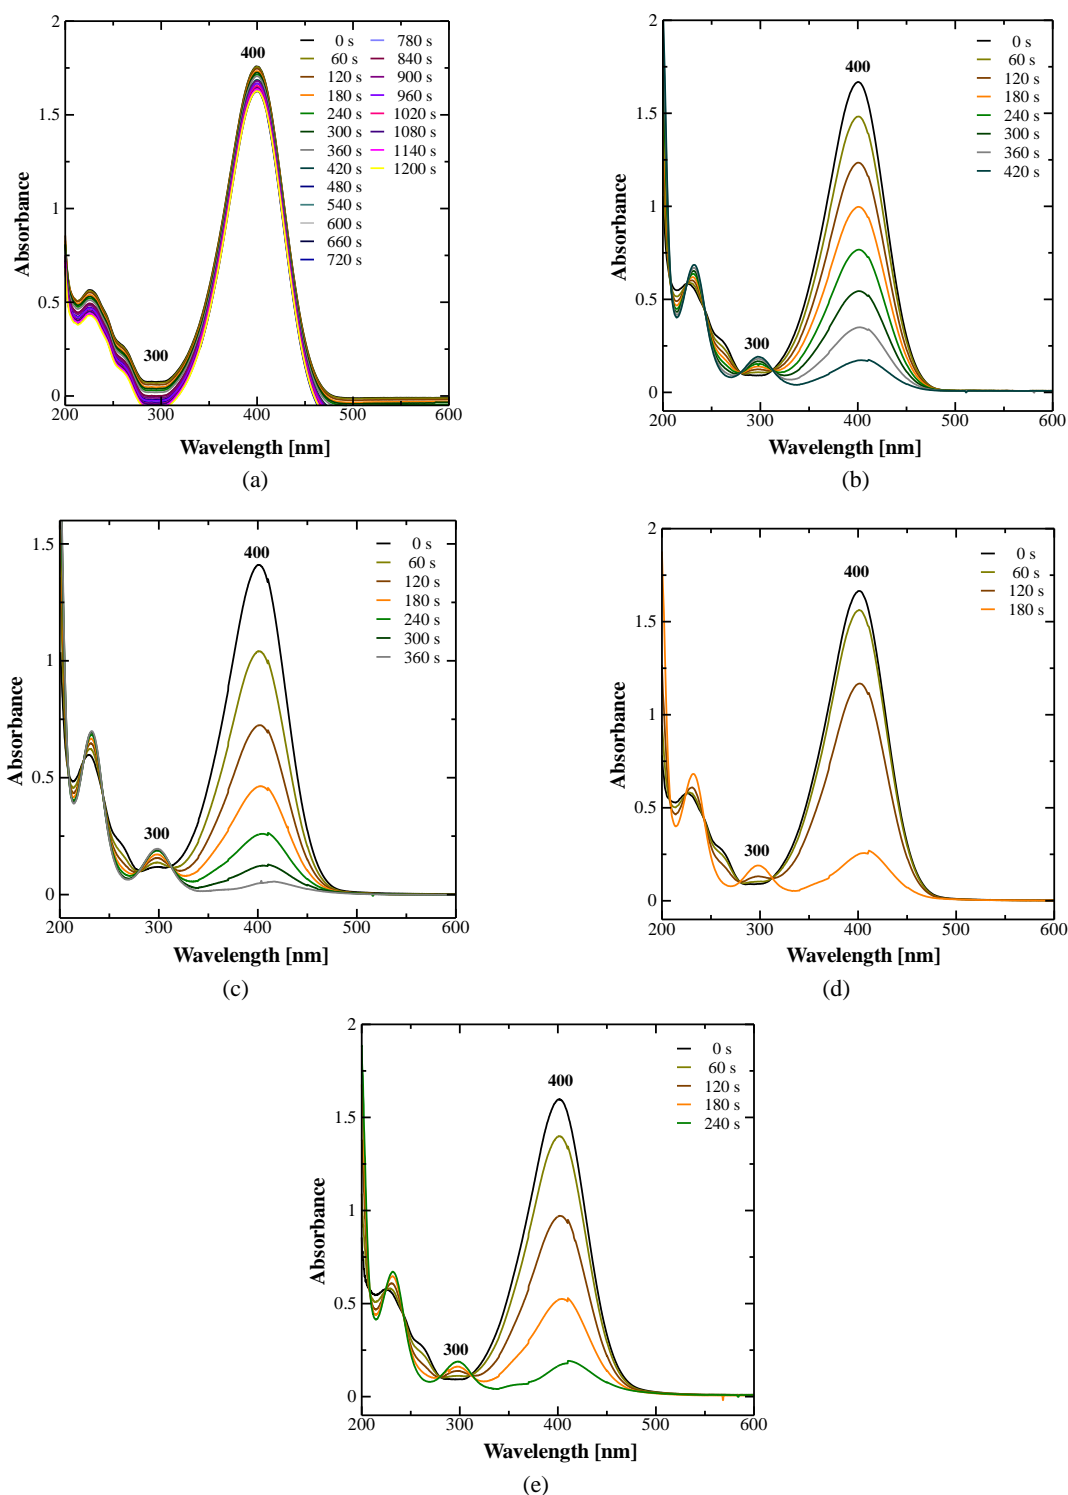 2
1.5
1
0.5
0
Absorbance
400
300
0 s
60 s
120 s
180 s
240 s
300 s
360 s
420 s
480 s
540 s
600 s
660 s
720 s
780 s
840 s
900 s
960 s
1020 s
1080 s
1140 s
1200 s
200 300 400 500 600
Wavelength [nm]
(a)
2
1.5
1
0.5
0
Absorbance
400
300
0 s
60 s
120 s
180 s
240 s
300 s
360 s
420 s
200 300 400 500 600
Wavelength [nm]
(b)
1.5
1
0.5
0
Absorbance
400
300
0 s
60 s
120 s
180 s
240 s
300 s
360 s
200 300 400 500 600
Wavelength [nm]
(c)
2
1.5
1
0.5
0
Absorbance
400
300
0 s
60 s
120 s
180 s
200 300 400 500 600
Wavelength [nm]
(d)
2
1.5
1
0.5
0
Absorbance
400
300
0 s
60 s
120 s
180 s
240 s
200 300 400 500 600
Wavelength [nm]
(e)